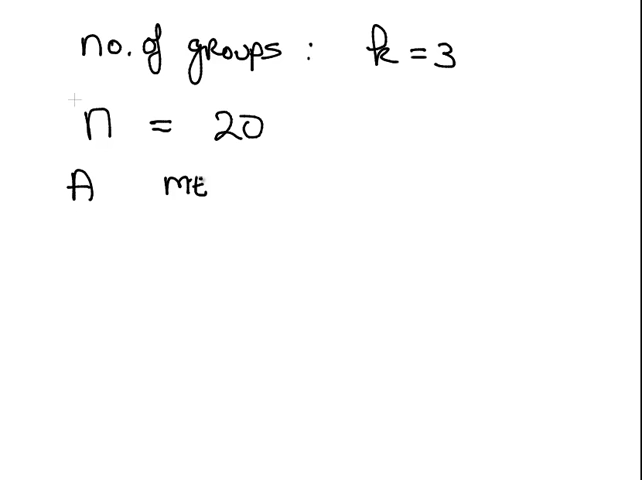 no. of groups : k = 3
n = 20
A me